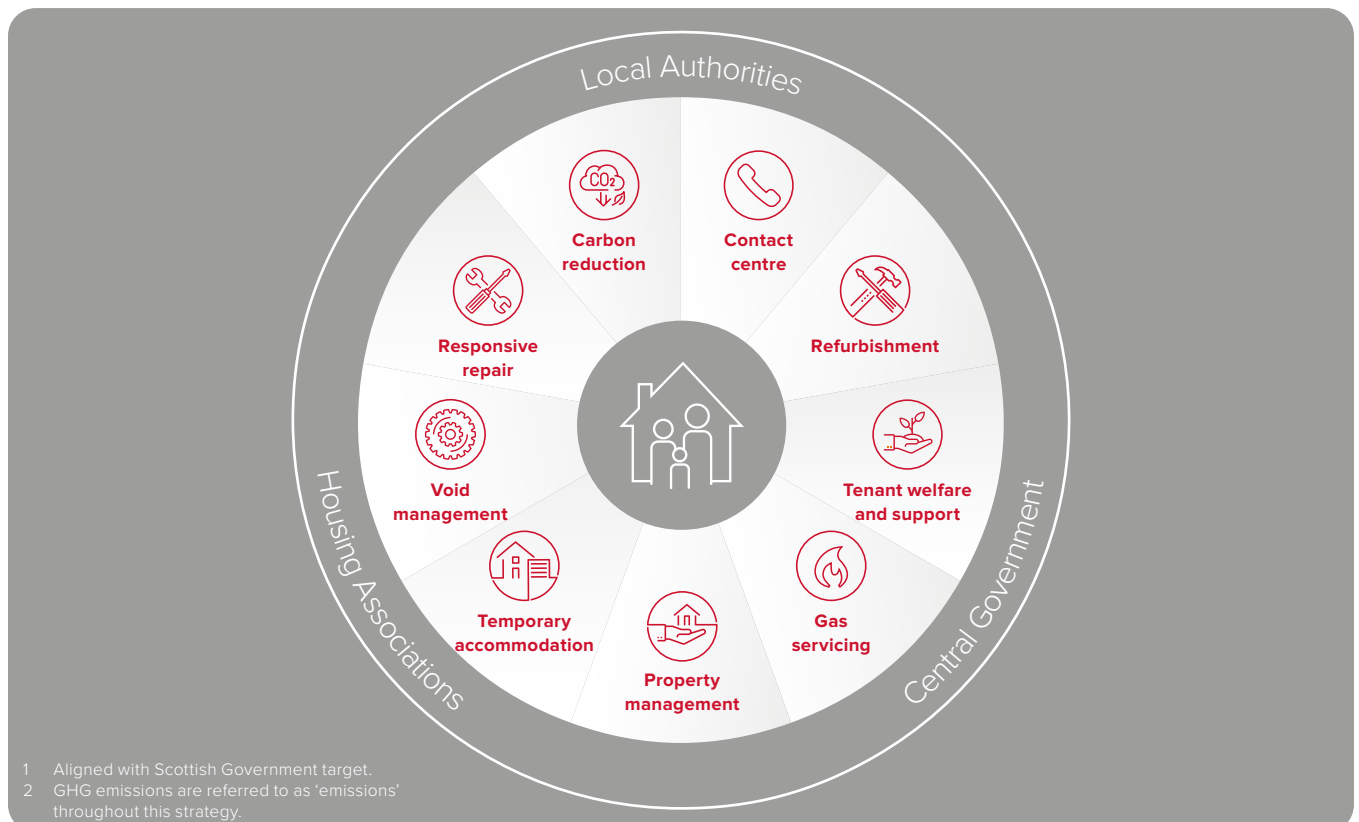 Local Authorities
CO₂
Carbon
reduction
Contact
centre
Refurbishment
Responsive
repair
Tenant welfare
and support
Void
management
Gas
servicing
Temporary
accommodation
Property
management
Housing Associations
Central Government
1 Aligned with Scottish Government target.
2 GHG emissions are referred to as ‘emissions’
throughout this strategy.